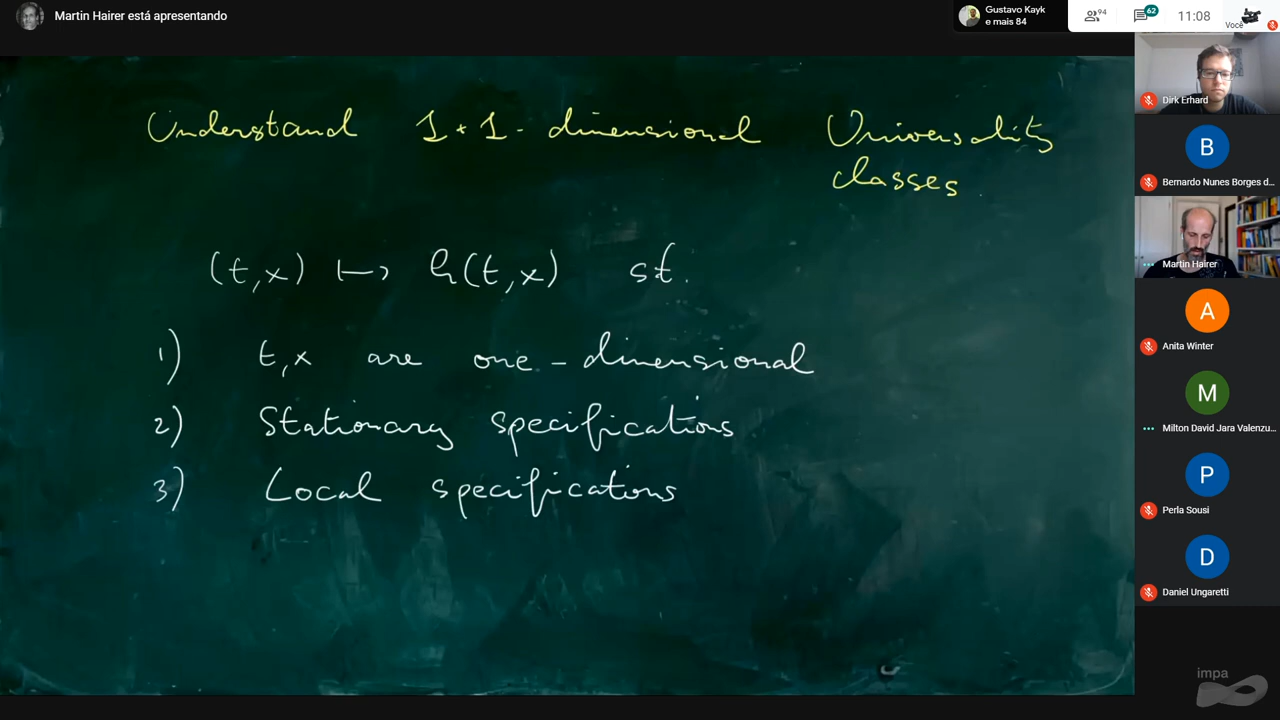 Martin Hairer está apresentando
Gustavo Kayk
e mais 84
94
62
11:08
Você
Understand 1+1-dimensional Universality
classes.
(t,x) ↦ h(t,x) st.
1) t,x are one-dimensional
2) Stationary specifications
3) Local specifications
Dirk Erhard
B
Bernardo Nunes Borges d...
Martin Hairer
A
Anita Winter
M
Milton David Jara Valenzu...
P
Perla Sousi
D
Daniel Ungaretti
impa